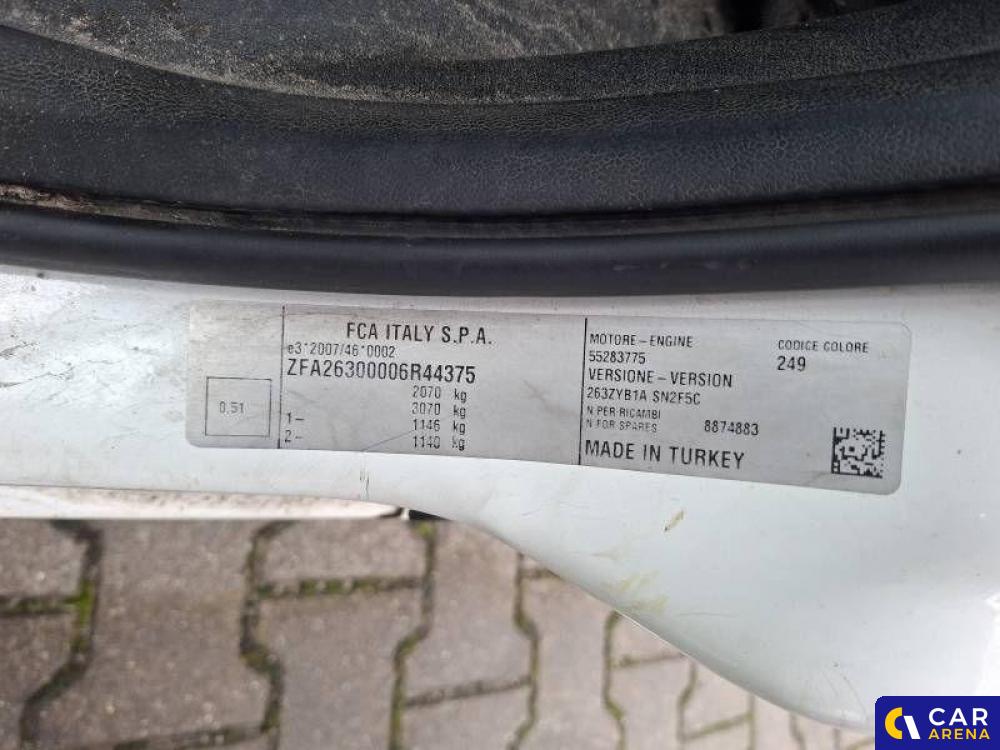 FCA ITALY S.P.A.
e3*2007/46*0002
ZFA26300006R44375
2070 kg
3070 kg
1- 1146 kg
2- 1140 kg
0,51
MOTORE-ENGINE
55283775
VERSIONE-VERSION
263ZYB1A SN2F5C
N PER RICAMBI
N FOR SPARES 8874883
MADE IN TURKEY
CODICE COLORE
249
CAR
ARENA